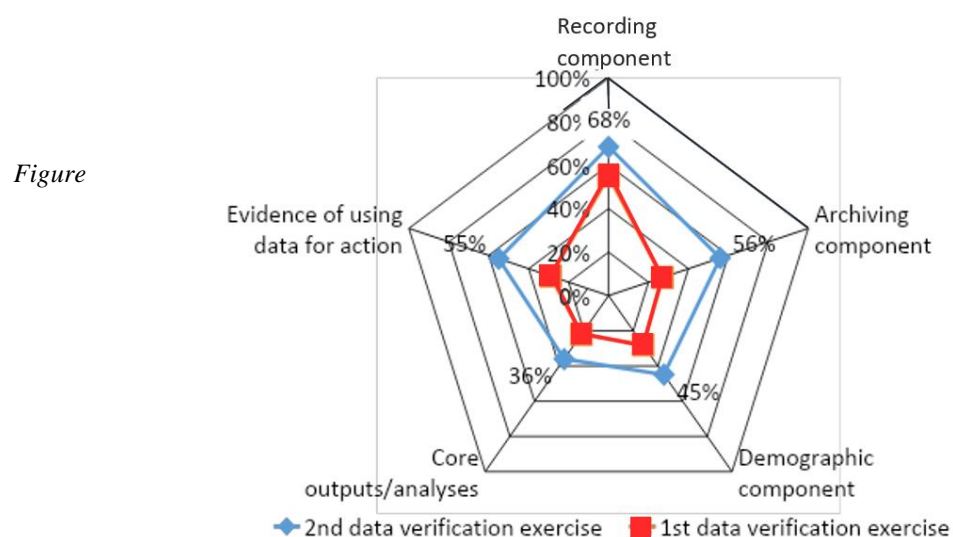 Recording
component
100%
80% 68%
Figure
60%
40%
Evidence of using
data for action
55%
20%
56%
Archiving
component
0%
36%
45%
Core
outputs/analyses
Demographic
component
2nd data verification exercise
1st data verification exercise